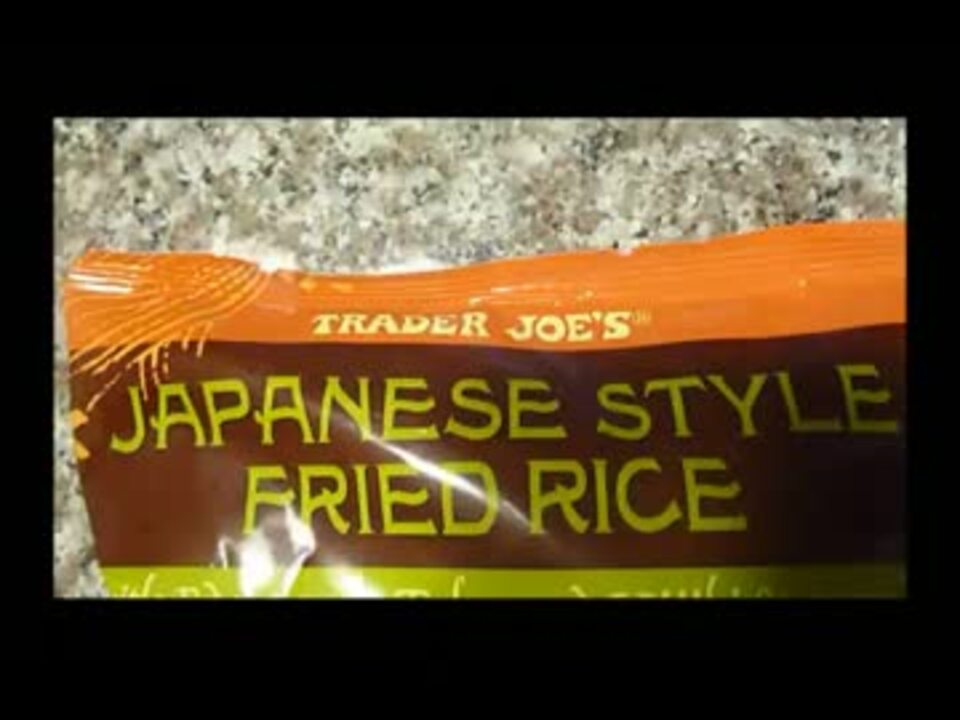 TRADER JOE'S®
JAPANESE STYLE
FRIED RICE